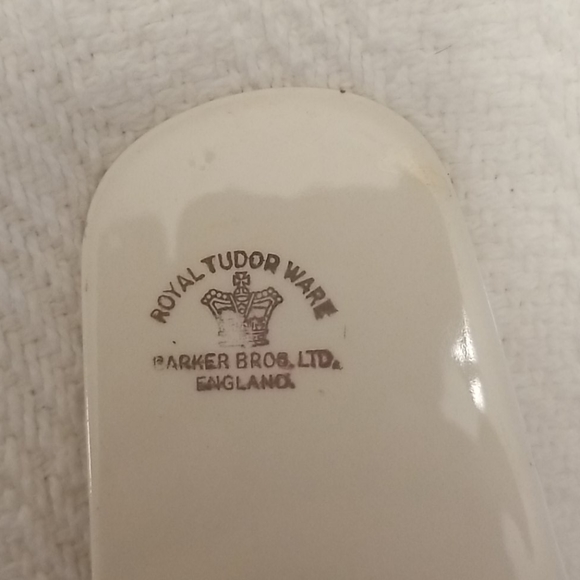 ROYAL TUDOR WARE
BARKER BROS. LTD.
ENGLAND.